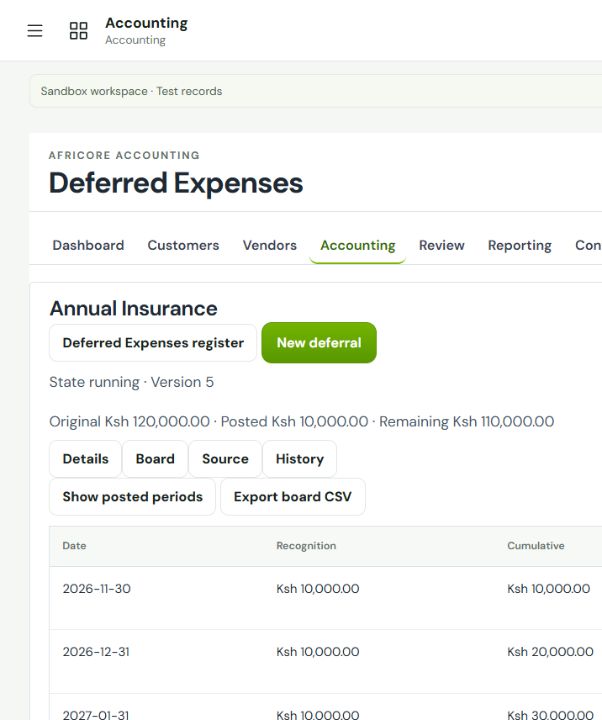 Accounting
Accounting
Sandbox workspace · Test records
AFRICORE ACCOUNTING
Deferred Expenses
Dashboard Customers Vendors Accounting Review Reporting Con
Annual Insurance
Deferred Expenses register New deferral
State running · Version 5
Original Ksh 120,000.00 · Posted Ksh 10,000.00 · Remaining Ksh 110,000.00
Details Board Source History
Show posted periods Export board CSV
Date Recognition Cumulative
2026-11-30 Ksh 10,000.00 Ksh 10,000.00
2026-12-31 Ksh 10,000.00 Ksh 20,000.00
2027-01-31 Ksh 10,000.00 Ksh 30,000.00